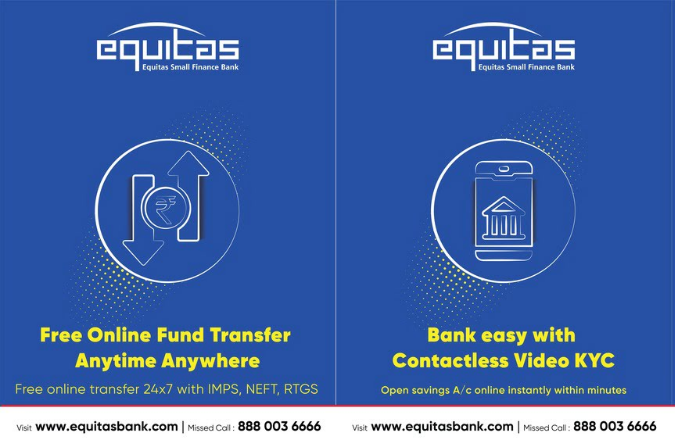 equitas
Equitas Small Finance Bank
₹
Free Online Fund Transfer
Anytime Anywhere
Free online transfer 24x7 with IMPS, NEFT, RTGS
Visit www.equitasbank.com | Missed Call : 888 003 6666
equitas
Equitas Small Finance Bank
Bank easy with
Contactless Video KYC
Open savings A/c online instantly within minutes
Visit www.equitasbank.com | Missed Call : 888 003 6666